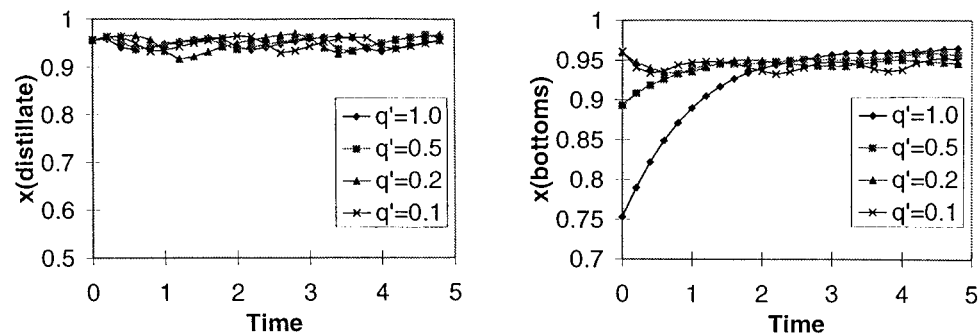 x(distillate)
1
0.9
0.8
0.7
0.6
0.5
0 1 2 3 4 5
Time
q'=1.0
q'=0.5
q'=0.2
q'=0.1
x(bottoms)
1
0.95
0.9
0.85
0.8
0.75
0.7
0 1 2 3 4 5
Time
q'=1.0
q'=0.5
q'=0.2
q'=0.1